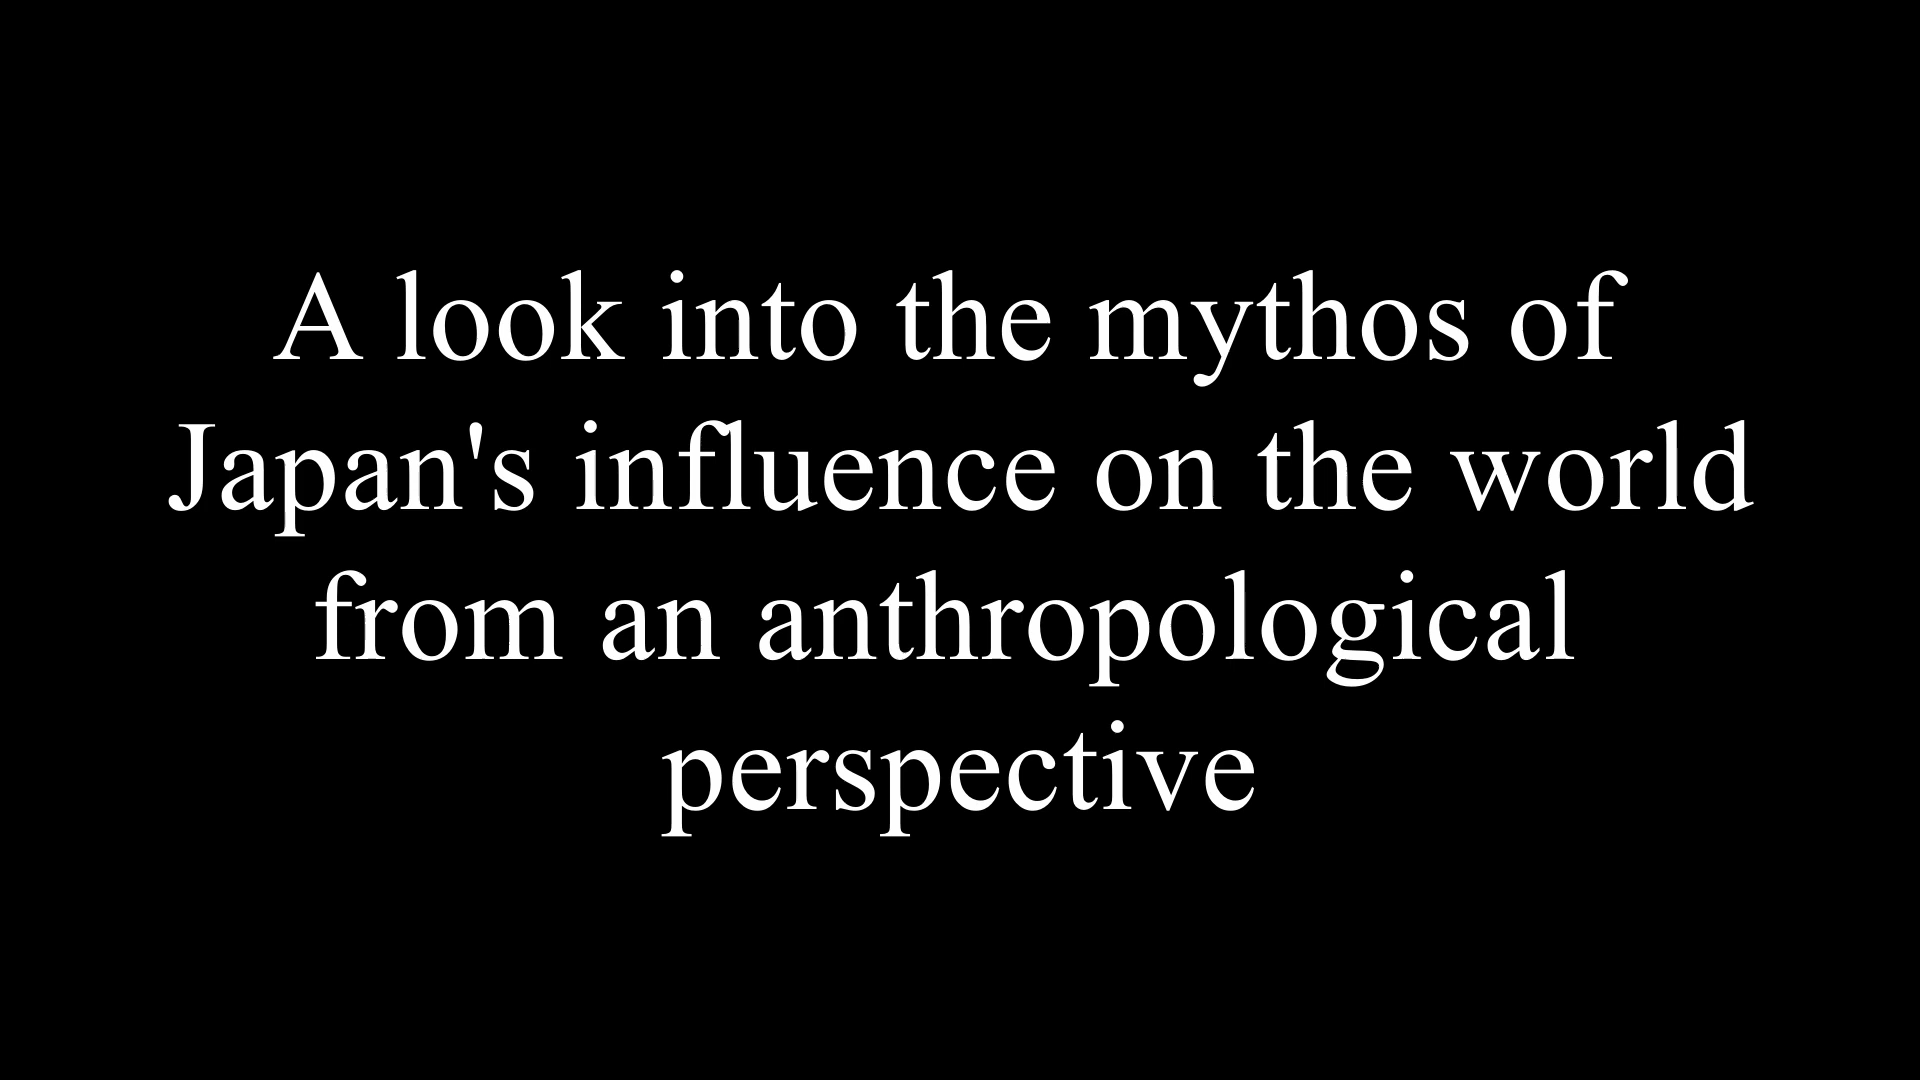 A look into the mythos of
Japan's influence on the world
from an anthropological
perspective